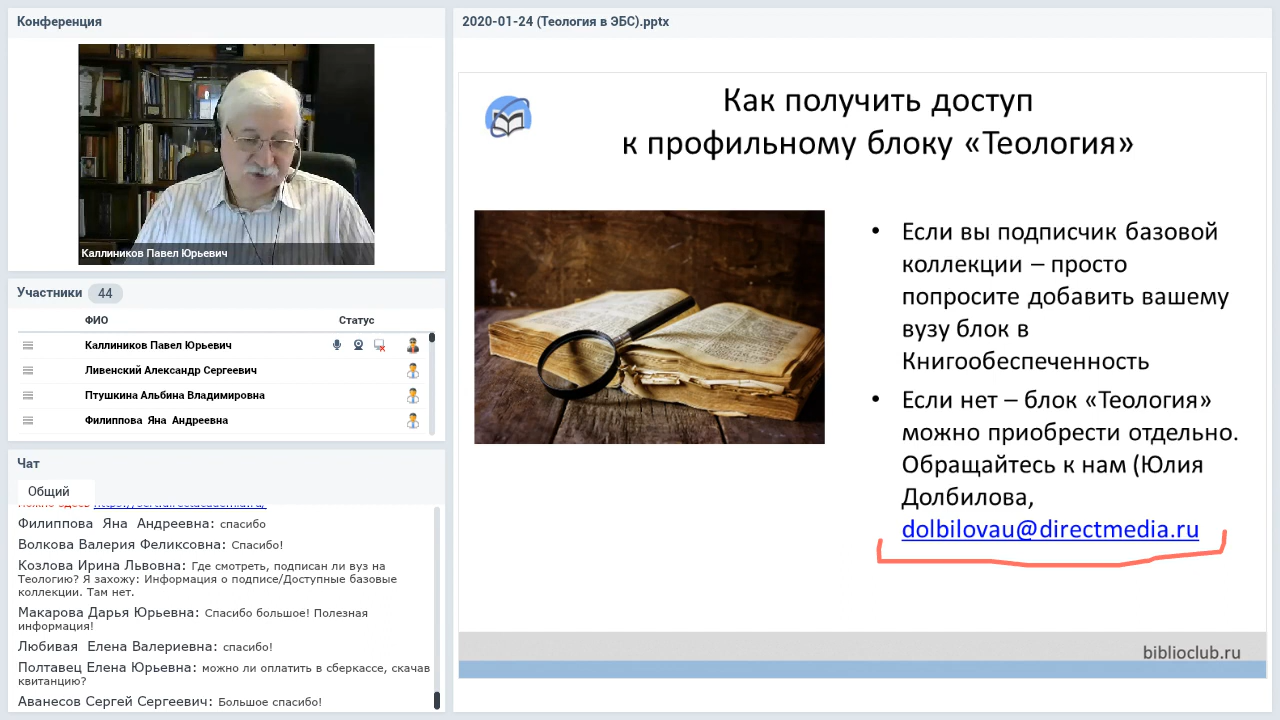 Конференция
Каллиников Павел Юрьевич
Участники 44
ФИО Статус
Каллиников Павел Юрьевич
Ливенский Александр Сергеевич
Птушкина Альбина Владимировна
Филиппова Яна Андреевна
Чат
Общий
Филиппова Яна Андреевна: спасибо
Волкова Валерия Феликсовна: Спасибо!
Козлова Ирина Львовна: Где смотреть, подписан ли вуз на
Теологию? Я захожу: Информация о подписе/Доступные базовые
коллекции. Там нет.
Макарова Дарья Юрьевна: Спасибо большое! Полезная
информация!
Любивая Елена Валериевна: спасибо!
Полтавец Елена Юрьевна: можно ли оплатить в сберкассе, скачав
квитанцию?
Аванесов Сергей Сергеевич: Большое спасибо!
2020-01-24 (Теология в ЭБС).pptx
Как получить доступ
к профильному блоку «Теология»
• Если вы подписчик базовой
коллекции – просто
попросите добавить вашему
вузу блок в
Книгообеспеченность
• Если нет – блок «Теология»
можно приобрести отдельно.
Обращайтесь к нам (Юлия
Долбилова,
dolbilovau@directmedia.ru
biblioclub.ru